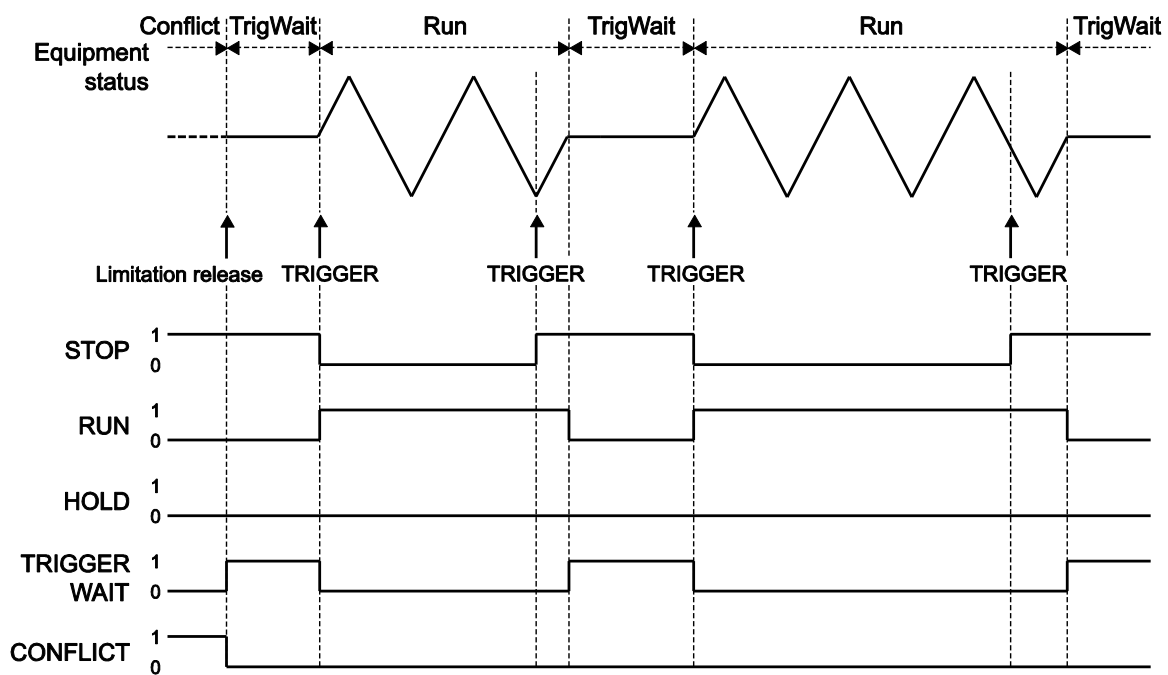 Conflict TrigWait Run TrigWait Run TrigWait
Equipment
status
Limitation release TRIGGER TRIGGER TRIGGER TRIGGER
1
STOP
0
1
RUN
0
1
HOLD
0
TRIGGER 1
WAIT 0
1
CONFLICT
0